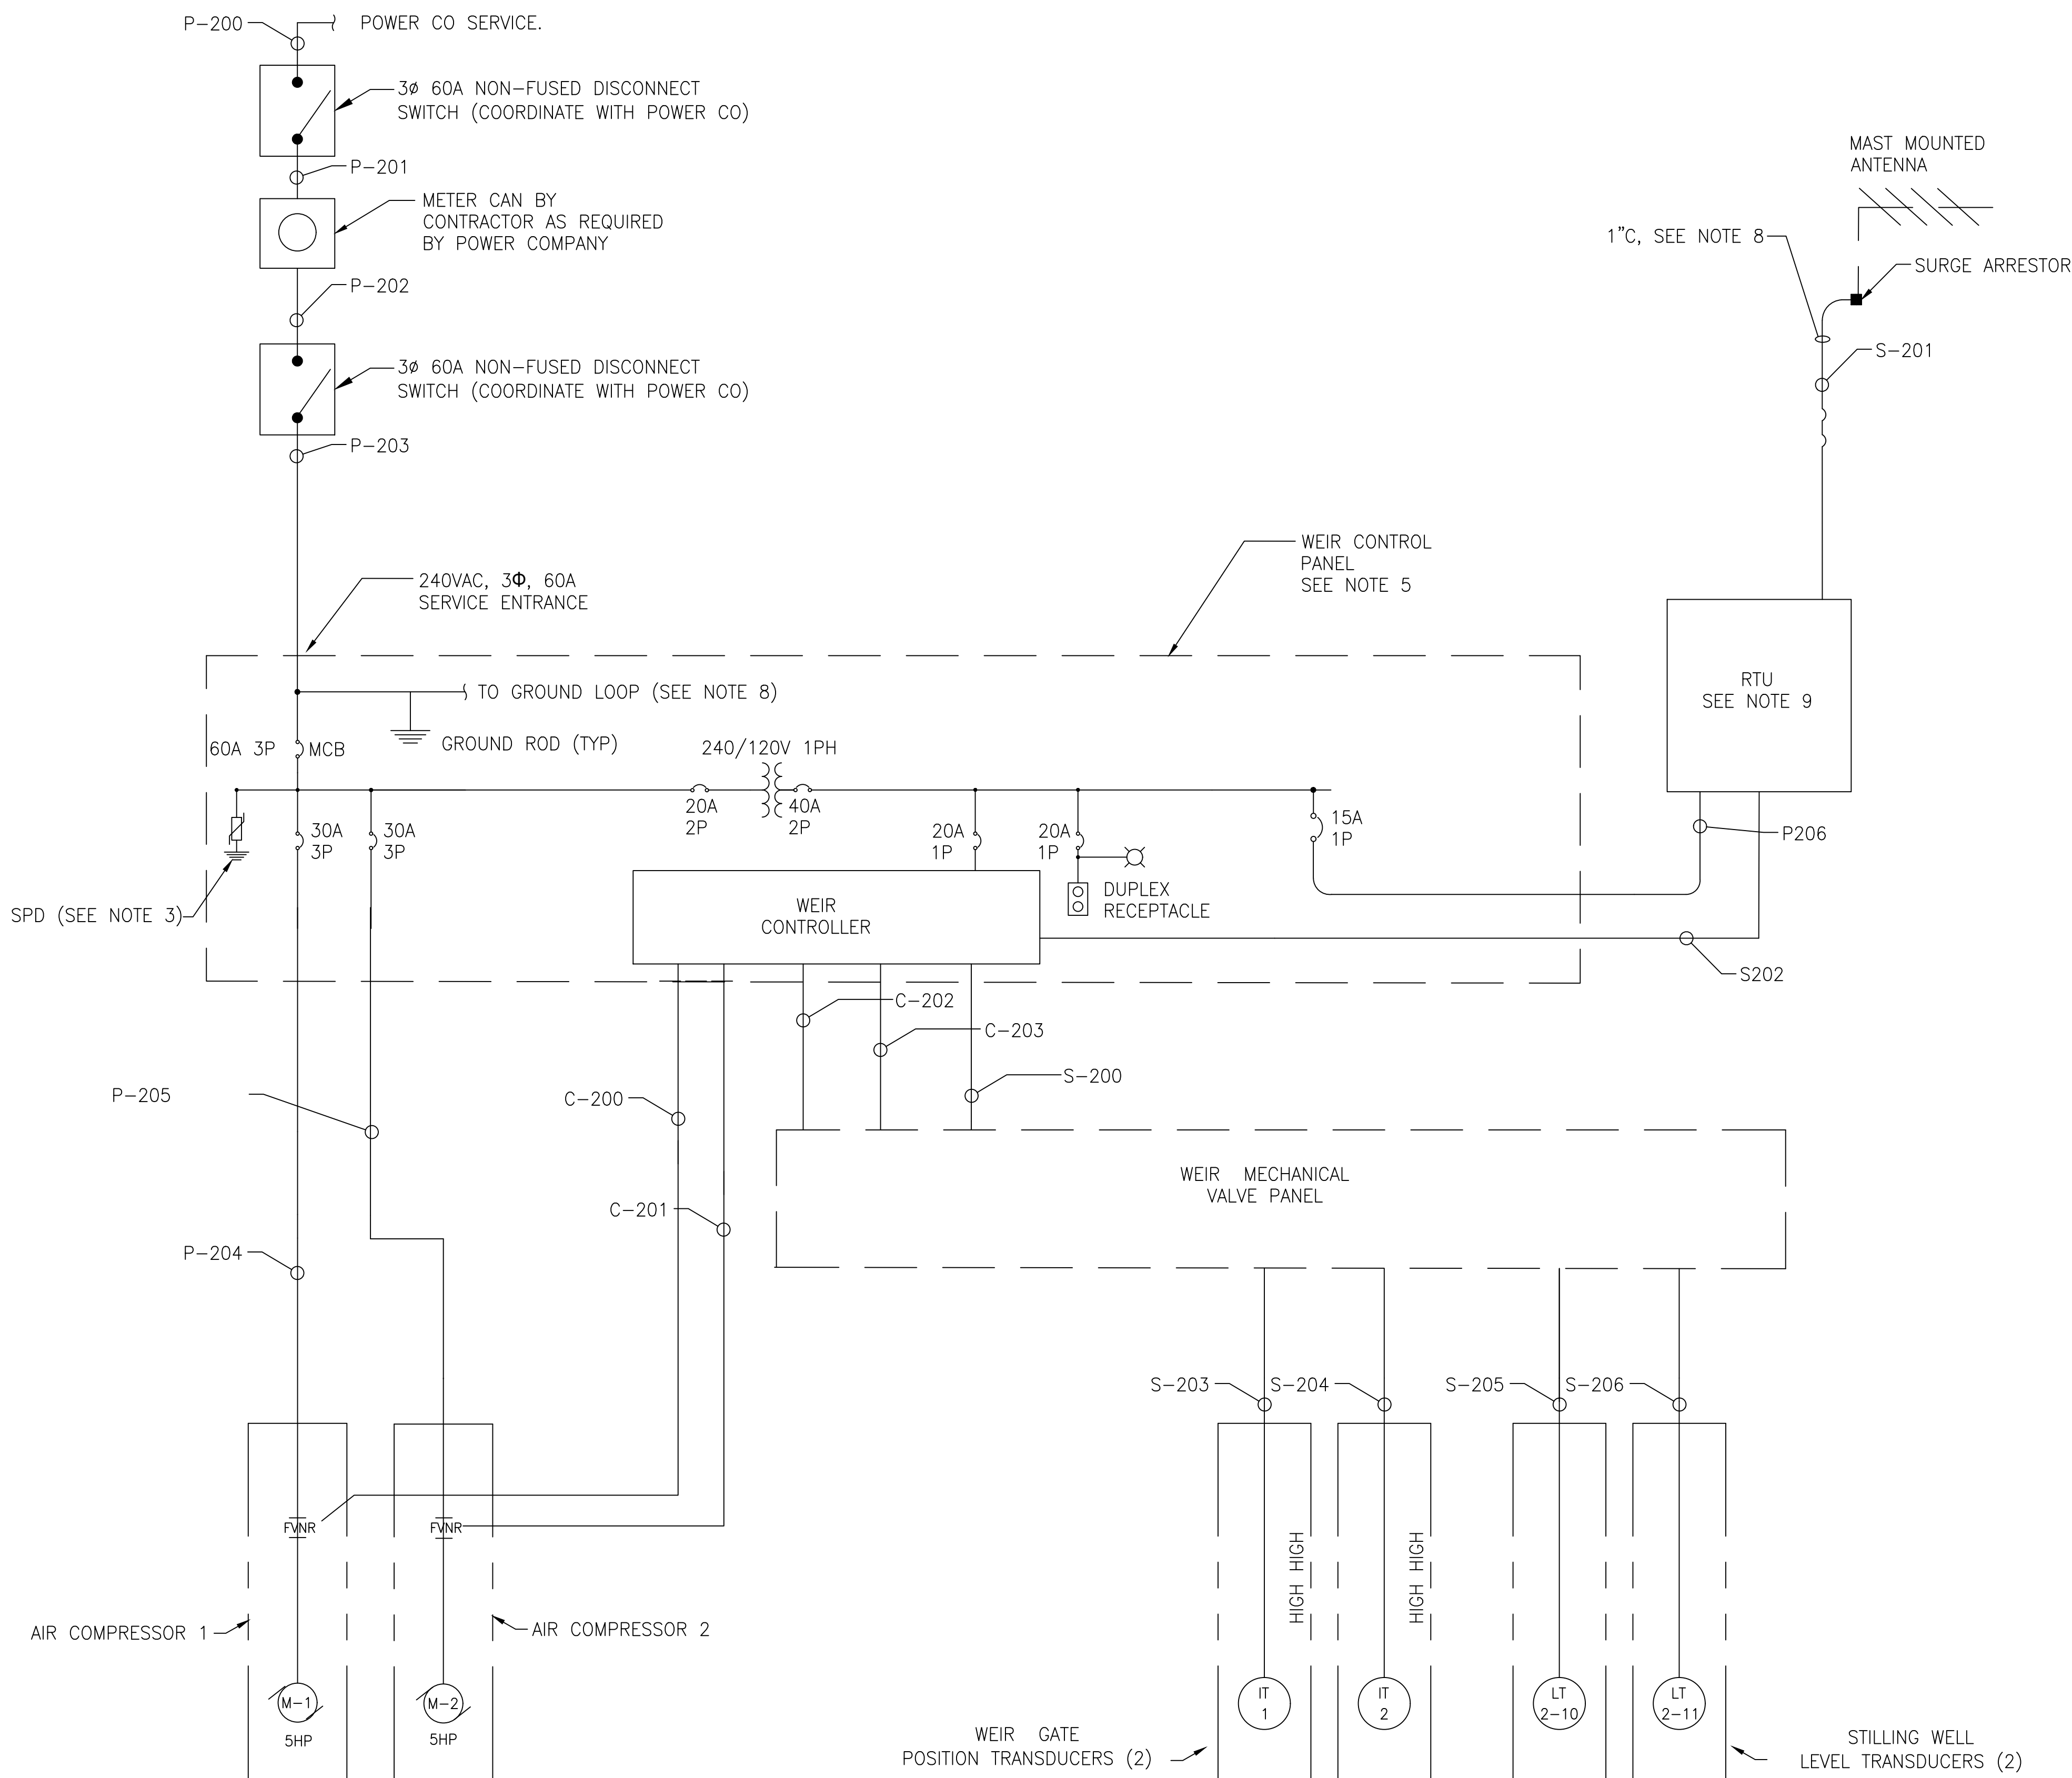 P-200
POWER CO SERVICE.
3ø 60A NON-FUSED DISCONNECT
SWITCH (COORDINATE WITH POWER CO)
P-201
METER CAN BY
CONTRACTOR AS REQUIRED
BY POWER COMPANY
P-202
3ø 60A NON-FUSED DISCONNECT
SWITCH (COORDINATE WITH POWER CO)
P-203
MAST MOUNTED
ANTENNA
1"C, SEE NOTE 8
SURGE ARRESTOR
S-201
WEIR CONTROL
PANEL
SEE NOTE 5
240VAC, 3Φ, 60A
SERVICE ENTRANCE
RTU
SEE NOTE 9
TO GROUND LOOP (SEE NOTE 8)
GROUND ROD (TYP)
60A 3P
MCB
240/120V 1PH
20A
2P
40A
2P
30A
3P
30A
3P
20A
1P
20A
1P
15A
1P
P206
SPD (SEE NOTE 3)
WEIR
CONTROLLER
DUPLEX
RECEPTACLE
S202
C-202
C-203
S-200
P-205
C-200
C-201
P-204
WEIR MECHANICAL
VALVE PANEL
S-203
S-204
S-205
S-206
FVNR
FVNR
HIGH HIGH
HIGH HIGH
AIR COMPRESSOR 1
AIR COMPRESSOR 2
M-1
5HP
M-2
5HP
IT
1
IT
2
LT
2-10
LT
2-11
WEIR GATE
POSITION TRANSDUCERS (2)
STILLING WELL
LEVEL TRANSDUCERS (2)